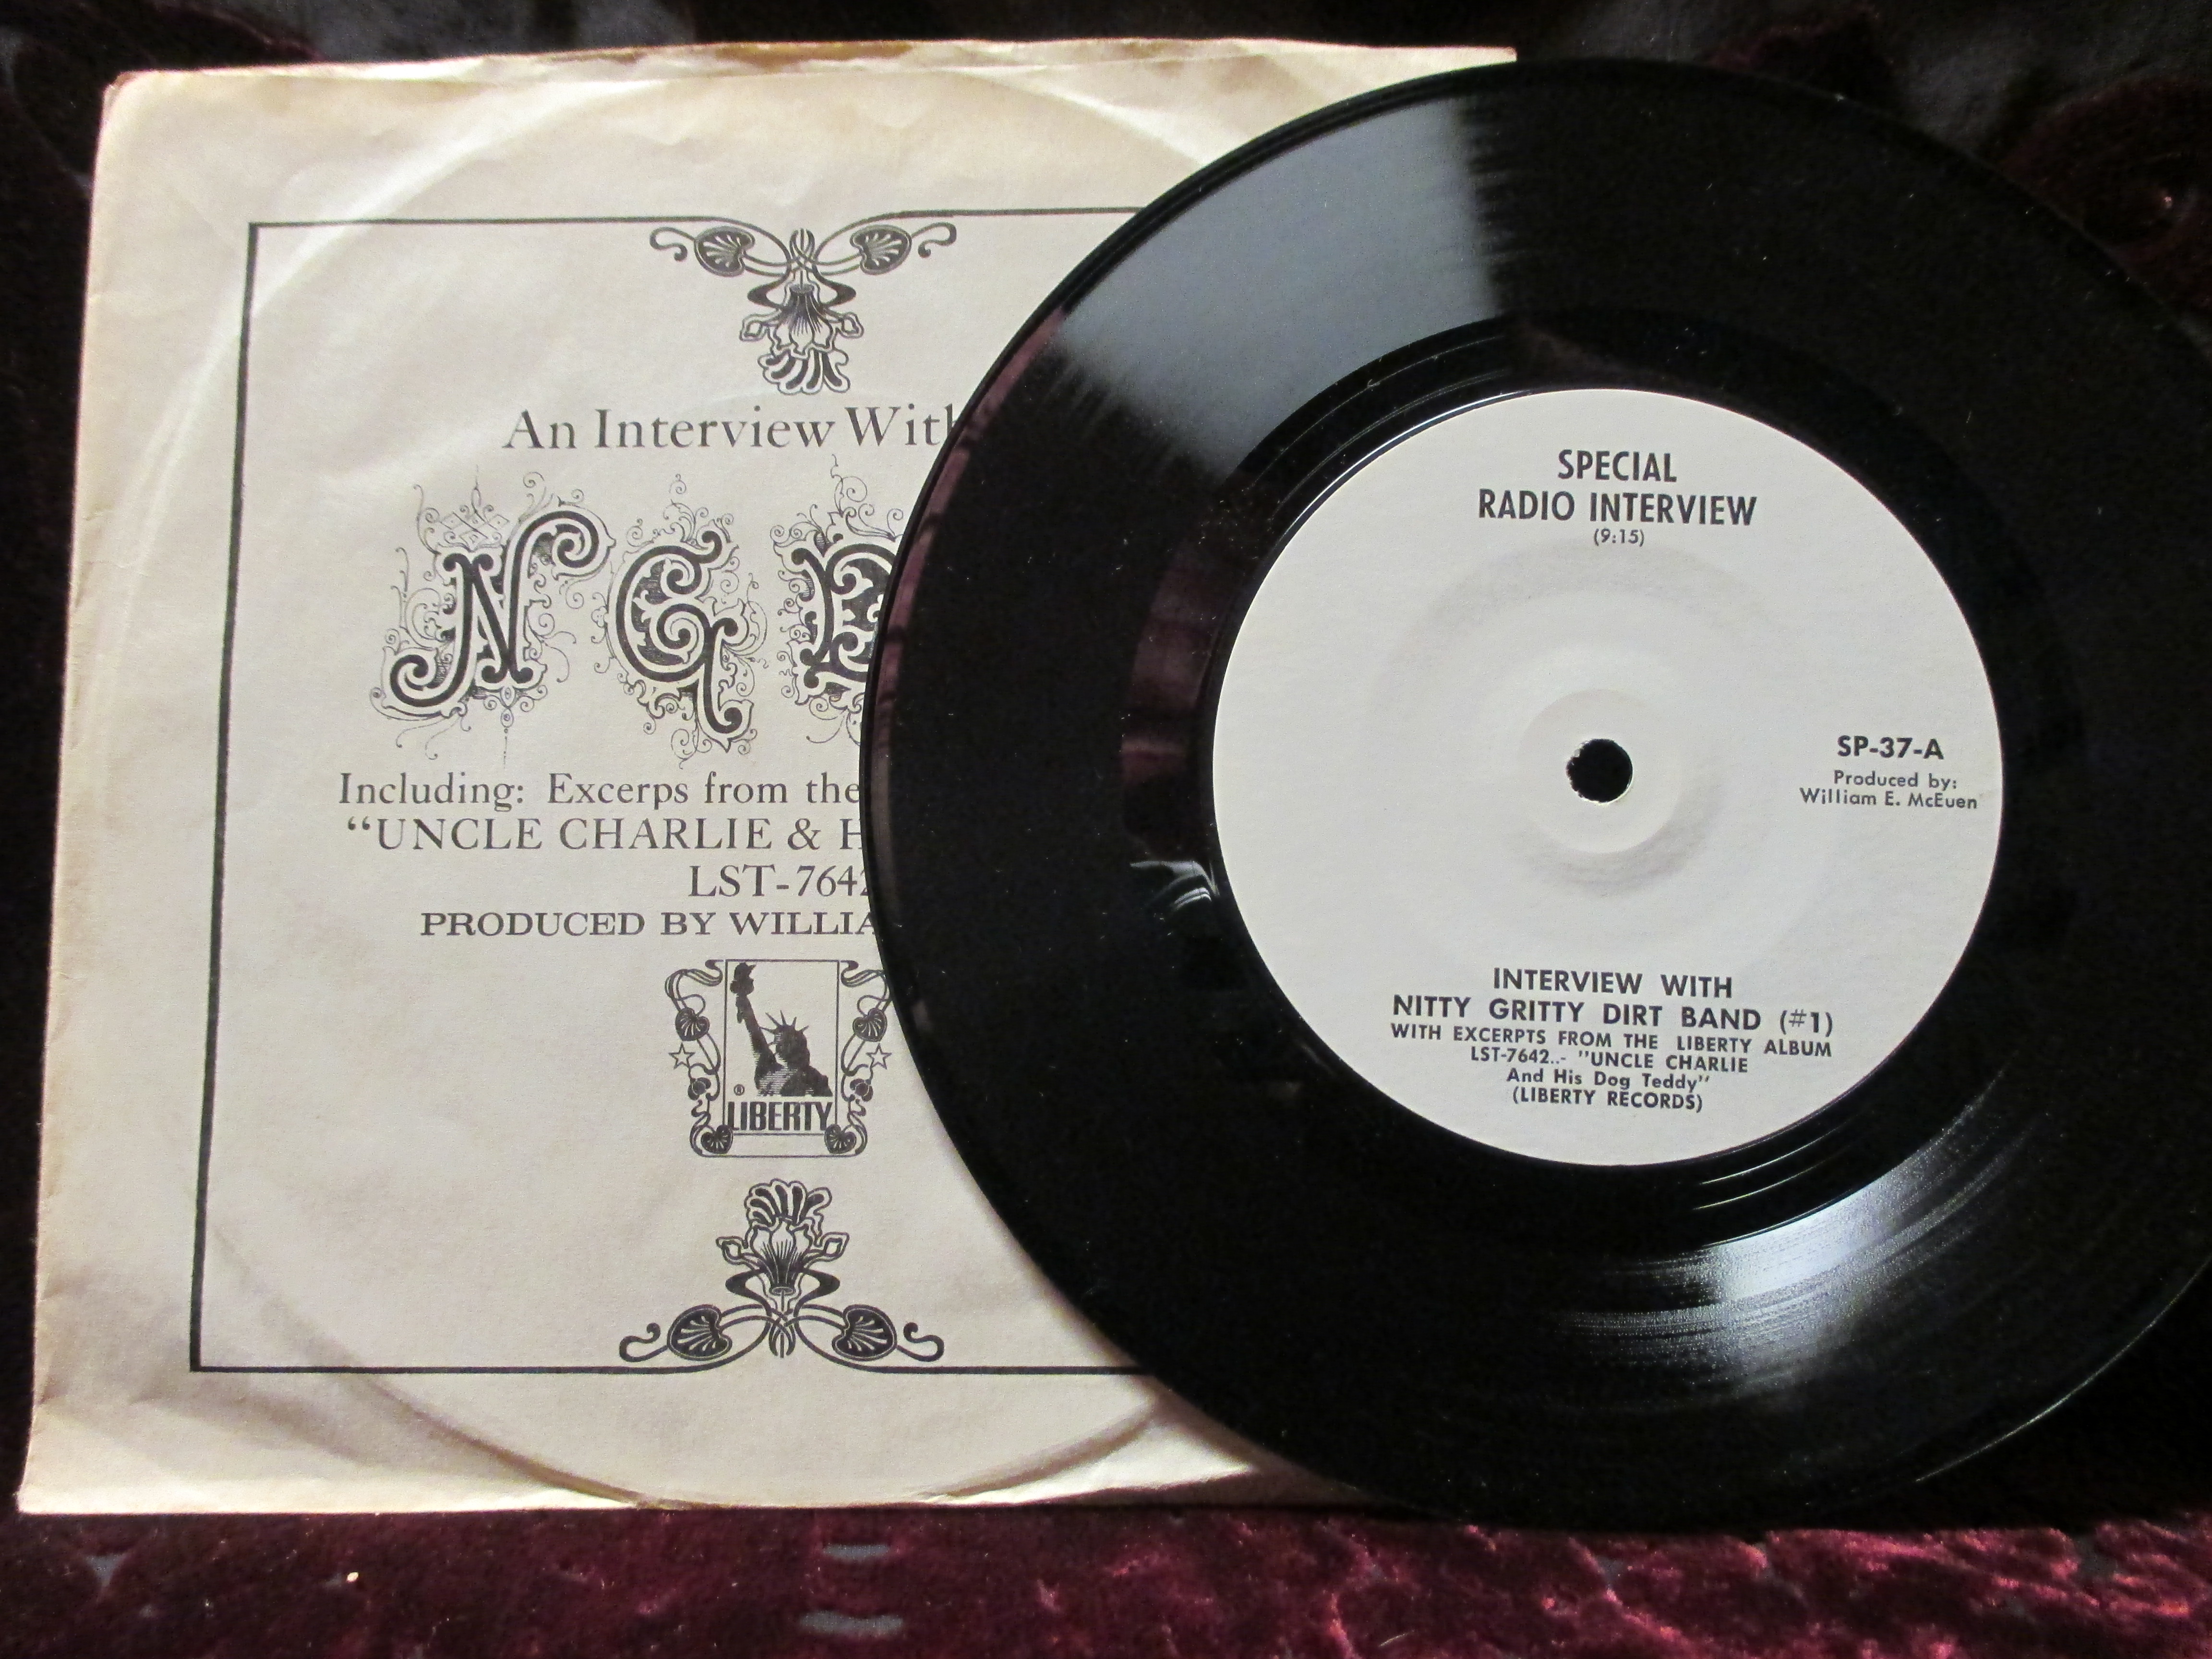 An Interview With
NGD
Including: Excerps from the
“UNCLE CHARLIE & H
LST-7642
PRODUCED BY WILLIA
®
LIBERTY
SPECIAL
RADIO INTERVIEW
(9:15)
SP-37-A
Produced by:
William E. McEuen
INTERVIEW WITH
NITTY GRITTY DIRT BAND (#1)
WITH EXCERPTS FROM THE LIBERTY ALBUM
LST-7642..- "UNCLE CHARLIE
And His Dog Teddy"
(LIBERTY RECORDS)